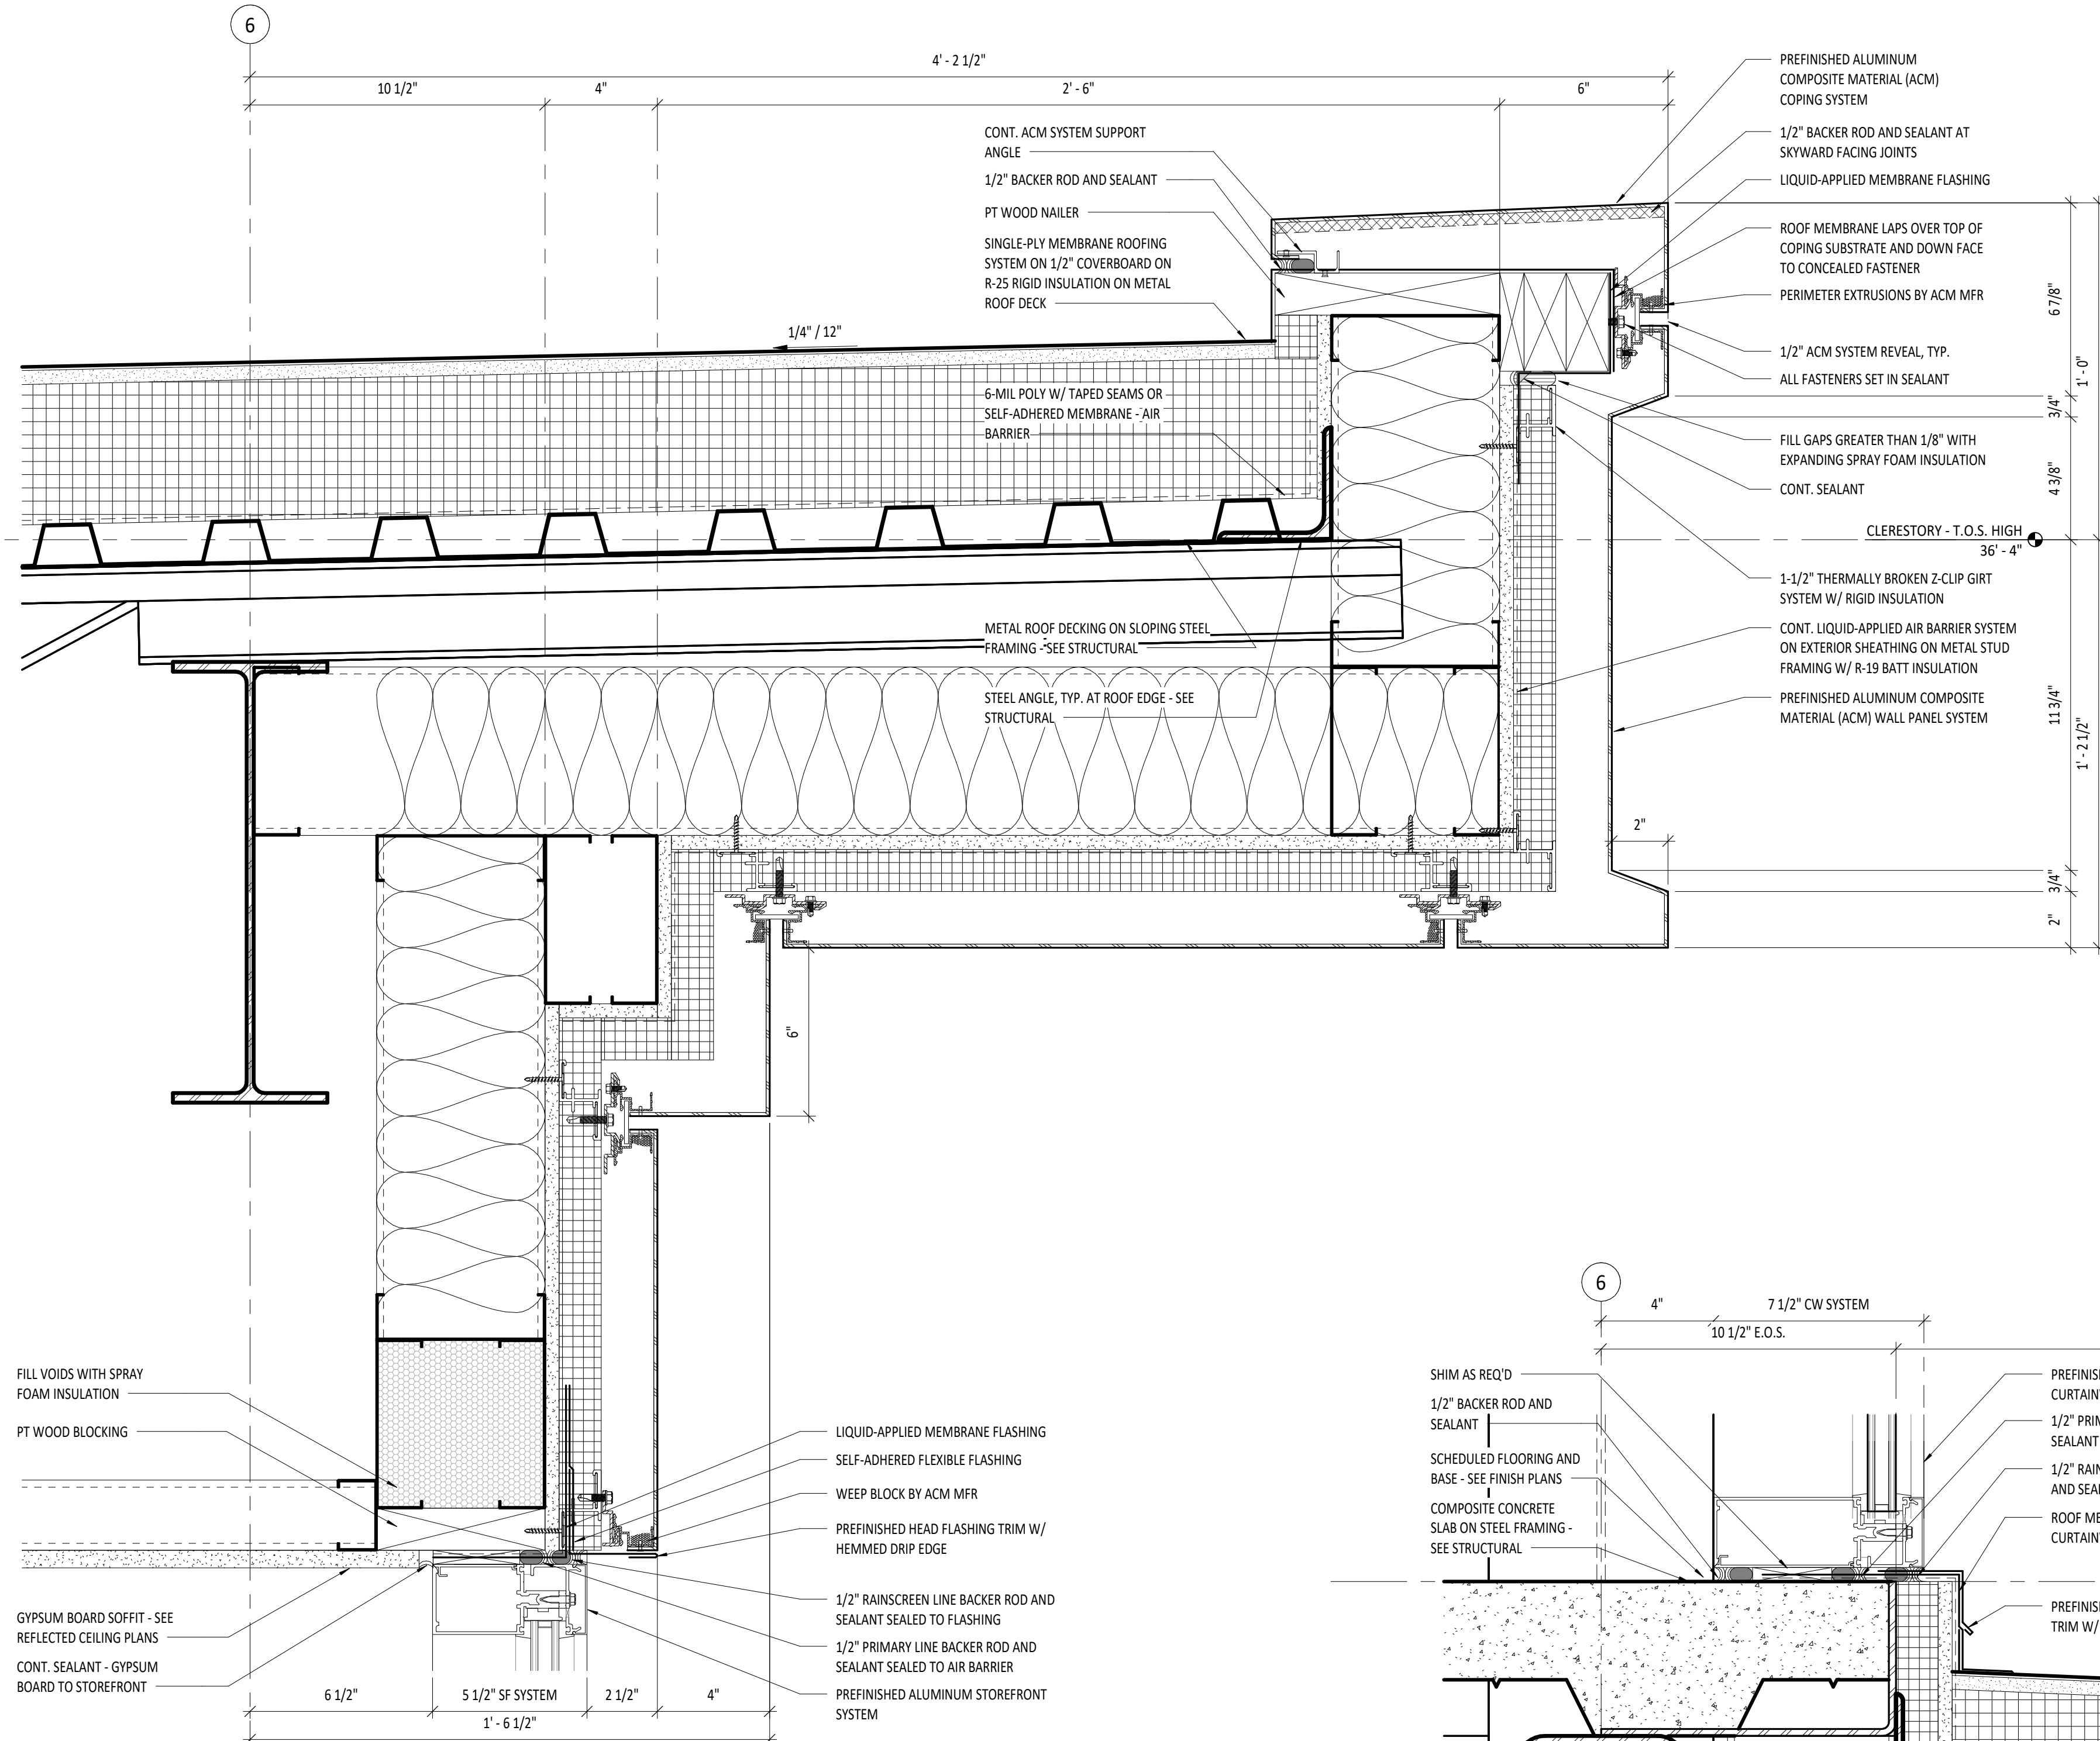 6
4' - 2 1/2"
10 1/2"
4"
2' - 6"
6"
CONT. ACM SYSTEM SUPPORT
ANGLE
1/2" BACKER ROD AND SEALANT
PT WOOD NAILER
SINGLE-PLY MEMBRANE ROOFING
SYSTEM ON 1/2" COVERBOARD ON
R-25 RIGID INSULATION ON METAL
ROOF DECK
1/4" / 12"
6-MIL POLY W/ TAPED SEAMS OR
SELF-ADHERED MEMBRANE - AIR
BARRIER
METAL ROOF DECKING ON SLOPING STEEL
FRAMING - SEE STRUCTURAL
STEEL ANGLE, TYP. AT ROOF EDGE - SEE
STRUCTURAL
PREFINISHED ALUMINUM
COMPOSITE MATERIAL (ACM)
COPING SYSTEM
1/2" BACKER ROD AND SEALANT AT
SKYWARD FACING JOINTS
LIQUID-APPLIED MEMBRANE FLASHING
ROOF MEMBRANE LAPS OVER TOP OF
COPING SUBSTRATE AND DOWN FACE
TO CONCEALED FASTENER
PERIMETER EXTRUSIONS BY ACM MFR
1/2" ACM SYSTEM REVEAL, TYP.
ALL FASTENERS SET IN SEALANT
FILL GAPS GREATER THAN 1/8" WITH
EXPANDING SPRAY FOAM INSULATION
CONT. SEALANT
CLERESTORY - T.O.S. HIGH
36' - 4"
1-1/2" THERMALLY BROKEN Z-CLIP GIRT
SYSTEM W/ RIGID INSULATION
CONT. LIQUID-APPLIED AIR BARRIER SYSTEM
ON EXTERIOR SHEATHING ON METAL STUD
FRAMING W/ R-19 BATT INSULATION
PREFINISHED ALUMINUM COMPOSITE
MATERIAL (ACM) WALL PANEL SYSTEM
6 7/8"
1' - 0"
3/4"
4 3/8"
11 3/4"
1' - 2 1/2"
3/4"
2"
2"
6"
FILL VOIDS WITH SPRAY
FOAM INSULATION
PT WOOD BLOCKING
GYPSUM BOARD SOFFIT - SEE
REFLECTED CEILING PLANS
CONT. SEALANT - GYPSUM
BOARD TO STOREFRONT
LIQUID-APPLIED MEMBRANE FLASHING
SELF-ADHERED FLEXIBLE FLASHING
WEEP BLOCK BY ACM MFR
PREFINISHED HEAD FLASHING TRIM W/
HEMMED DRIP EDGE
1/2" RAINSCREEN LINE BACKER ROD AND
SEALANT SEALED TO FLASHING
1/2" PRIMARY LINE BACKER ROD AND
SEALANT SEALED TO AIR BARRIER
PREFINISHED ALUMINUM STOREFRONT
SYSTEM
6 1/2"
5 1/2" SF SYSTEM
2 1/2"
4"
1' - 6 1/2"
6
4"
7 1/2" CW SYSTEM
10 1/2" E.O.S.
SHIM AS REQ'D
1/2" BACKER ROD AND
SEALANT
SCHEDULED FLOORING AND
BASE - SEE FINISH PLANS
COMPOSITE CONCRETE
SLAB ON STEEL FRAMING -
SEE STRUCTURAL
PREFINIS
CURTAIN
1/2" PRI
SEALANT
1/2" RAIN
AND SEA
ROOF ME
CURTAIN
PREFINIS
TRIM W/